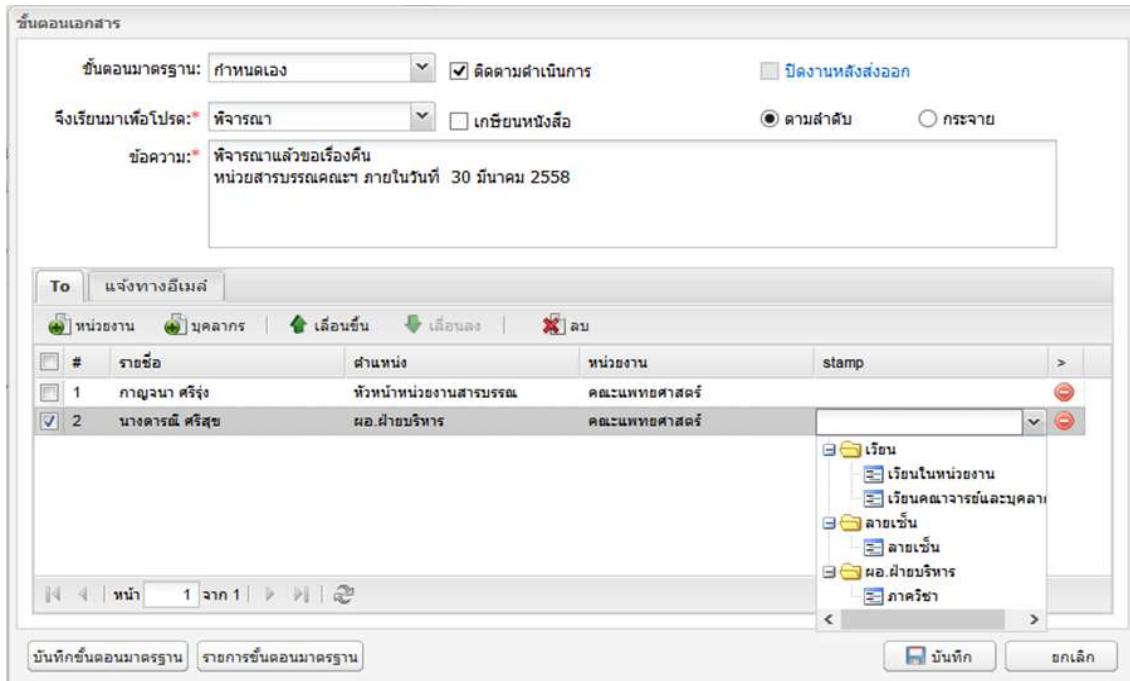 ขั้นตอนเอกสาร
ขั้นตอนมาตรฐาน: กำหนดเอง ติดตามดำเนินการ ปิดงานหลังส่งออก
จึงเรียนมาเพื่อโปรด:* พิจารณา เกษียนหนังสือ ตามลำดับ กระจาย
ข้อความ:* พิจารณาแล้วขอเรื่องคืน
หน่วยสารบรรณคณะฯ ภายในวันที่ 30 มีนาคม 2558
To แจ้งทางอีเมล์
หน่วยงาน บุคลากร เลื่อนขึ้น เลื่อนลง ลบ
# รายชื่อ ตำแหน่ง หน่วยงาน stamp >
1 กาญจนา ศรีรุ่ง หัวหน้าหน่วยงานสารบรรณ คณะแพทยศาสตร์
2 นางดารณี ศรีสุข ผอ.ฝ่ายบริหาร คณะแพทยศาสตร์
เวียน
เวียนในหน่วยงาน
เวียนคณาจารย์และบุคลา
ลายเซ็น
ลายเซ็น
ผอ.ฝ่ายบริหาร
ภาควิชา
หน้า 1 จาก 1
บันทึกขั้นตอนมาตรฐาน รายการขั้นตอนมาตรฐาน บันทึก ยกเลิก